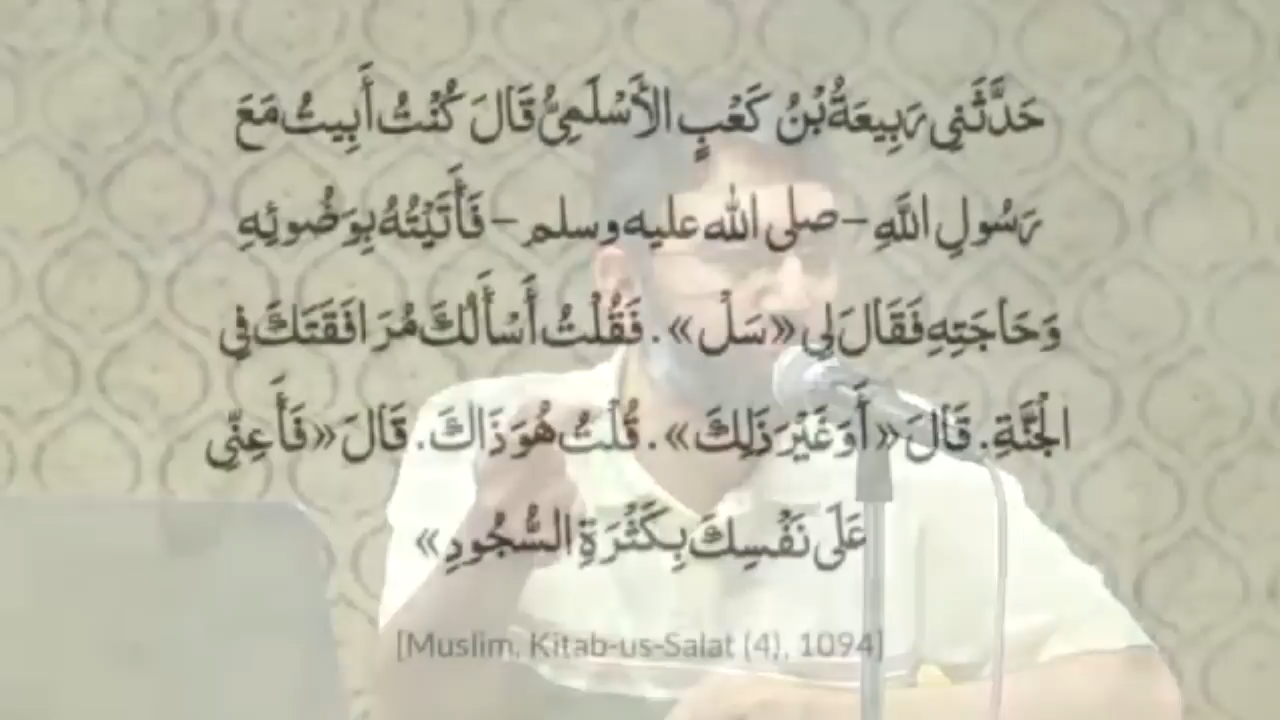 حَدَّثَنِي رَبِيعَةُ بْنُ كَعْبٍ الأَسْلَمِيُّ قَالَ كُنْتُ أَبِيتُ مَعَ
رَسُولِ اللَّهِ –صلى الله عليه وسلم– فَأَتَيْتُهُ بِوَضُوئِهِ
وَحَاجَتِهِ فَقَالَ لِي «سَلْ». فَقُلْتُ أَسْأَلُكَ مُرَافَقَتَكَ فِي
الْجَنَّةِ. قَالَ «أَوَغَيْرَ ذَلِكَ». قُلْتُ هُوَ ذَاكَ. قَالَ «فَأَعِنِّي
عَلَى نَفْسِكَ بِكَثْرَةِ السُّجُودِ»
[Muslim, Kitab-us-Salat (4), 1094]